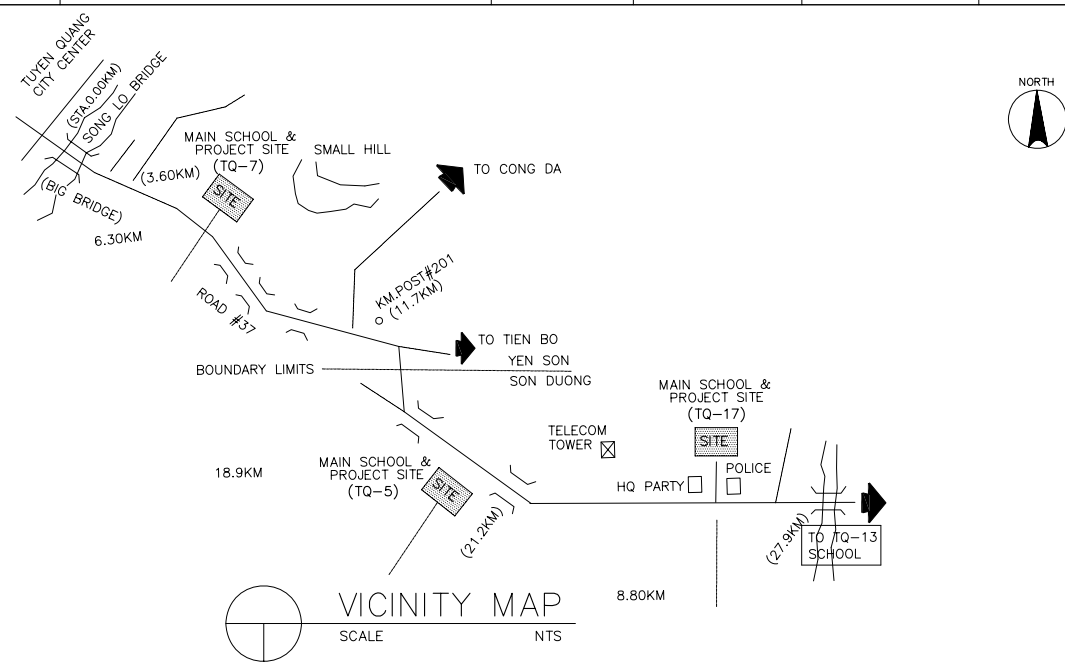 TUYEN QUANG
CITY CENTER
(STA.0.00KM)
SONG LO BRIDGE
(BIG BRIDGE)
6.30KM
(3.60KM)
MAIN SCHOOL &
PROJECT SITE
(TQ-7)
SITE
SMALL HILL
TO CONG DA
NORTH
ROAD #37
KM.POST#201
(11.7KM)
TO TIEN BO
BOUNDARY LIMITS
YEN SON
SON DUONG
18.9KM
MAIN SCHOOL &
PROJECT SITE
(TQ-5)
SITE
(21.2KM)
TELECOM
TOWER
MAIN SCHOOL &
PROJECT SITE
(TQ-17)
SITE
HQ PARTY
POLICE
(27.9KM)
TO TQ-13
SCHOOL
8.80KM
VICINITY MAP
SCALE NTS